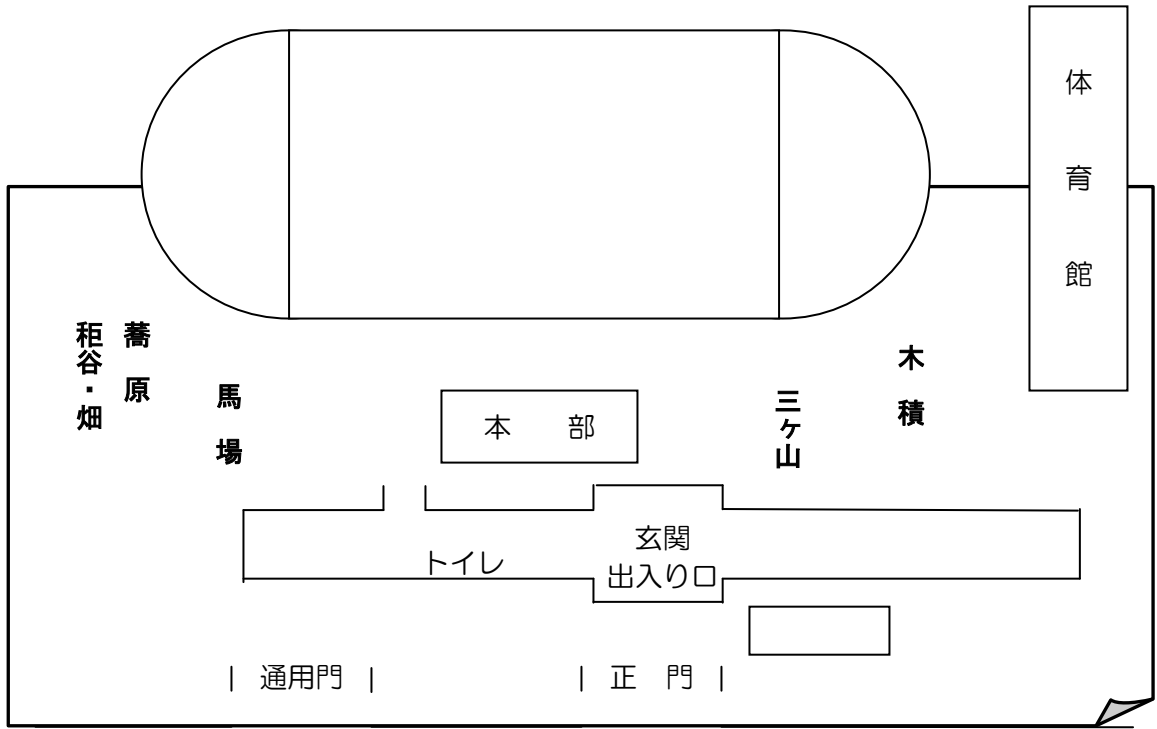 体育館
秬谷・畑
蕎原
馬場
本 部
三ヶ山
木積
トイレ
玄関
出入り口
通用門
正 門